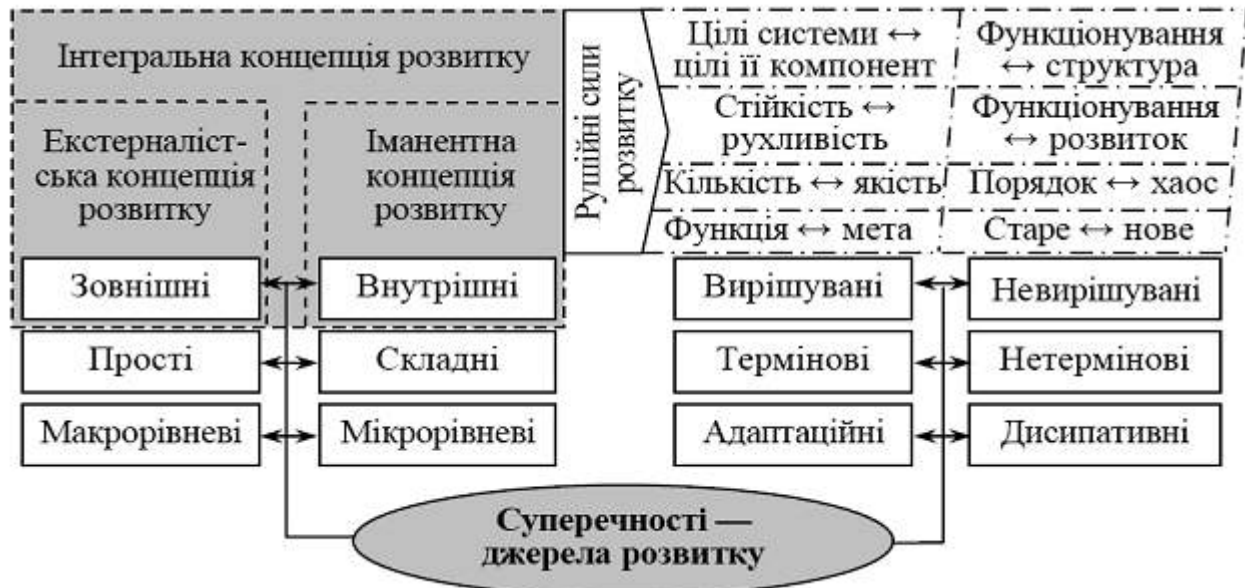 Інтегральна концепція розвитку
Екстерналіст-
ська концепція
розвитку
Іманентна
концепція
розвитку
Рушійні сили
розвитку
Цілі системи ↔
цілі її компонент
Функціонування
↔ структура
Стійкість ↔
рухливість
Функціонування
↔ розвиток
Кількість ↔ якість
Порядок ↔ хаос
Функція ↔ мета
Старе ↔ нове
Зовнішні
Внутрішні
Вирішувані
Невирішувані
Прості
Складні
Термінові
Нетермінові
Макрорівневі
Мікрорівневі
Адаптаційні
Дисипативні
Суперечності —
джерела розвитку